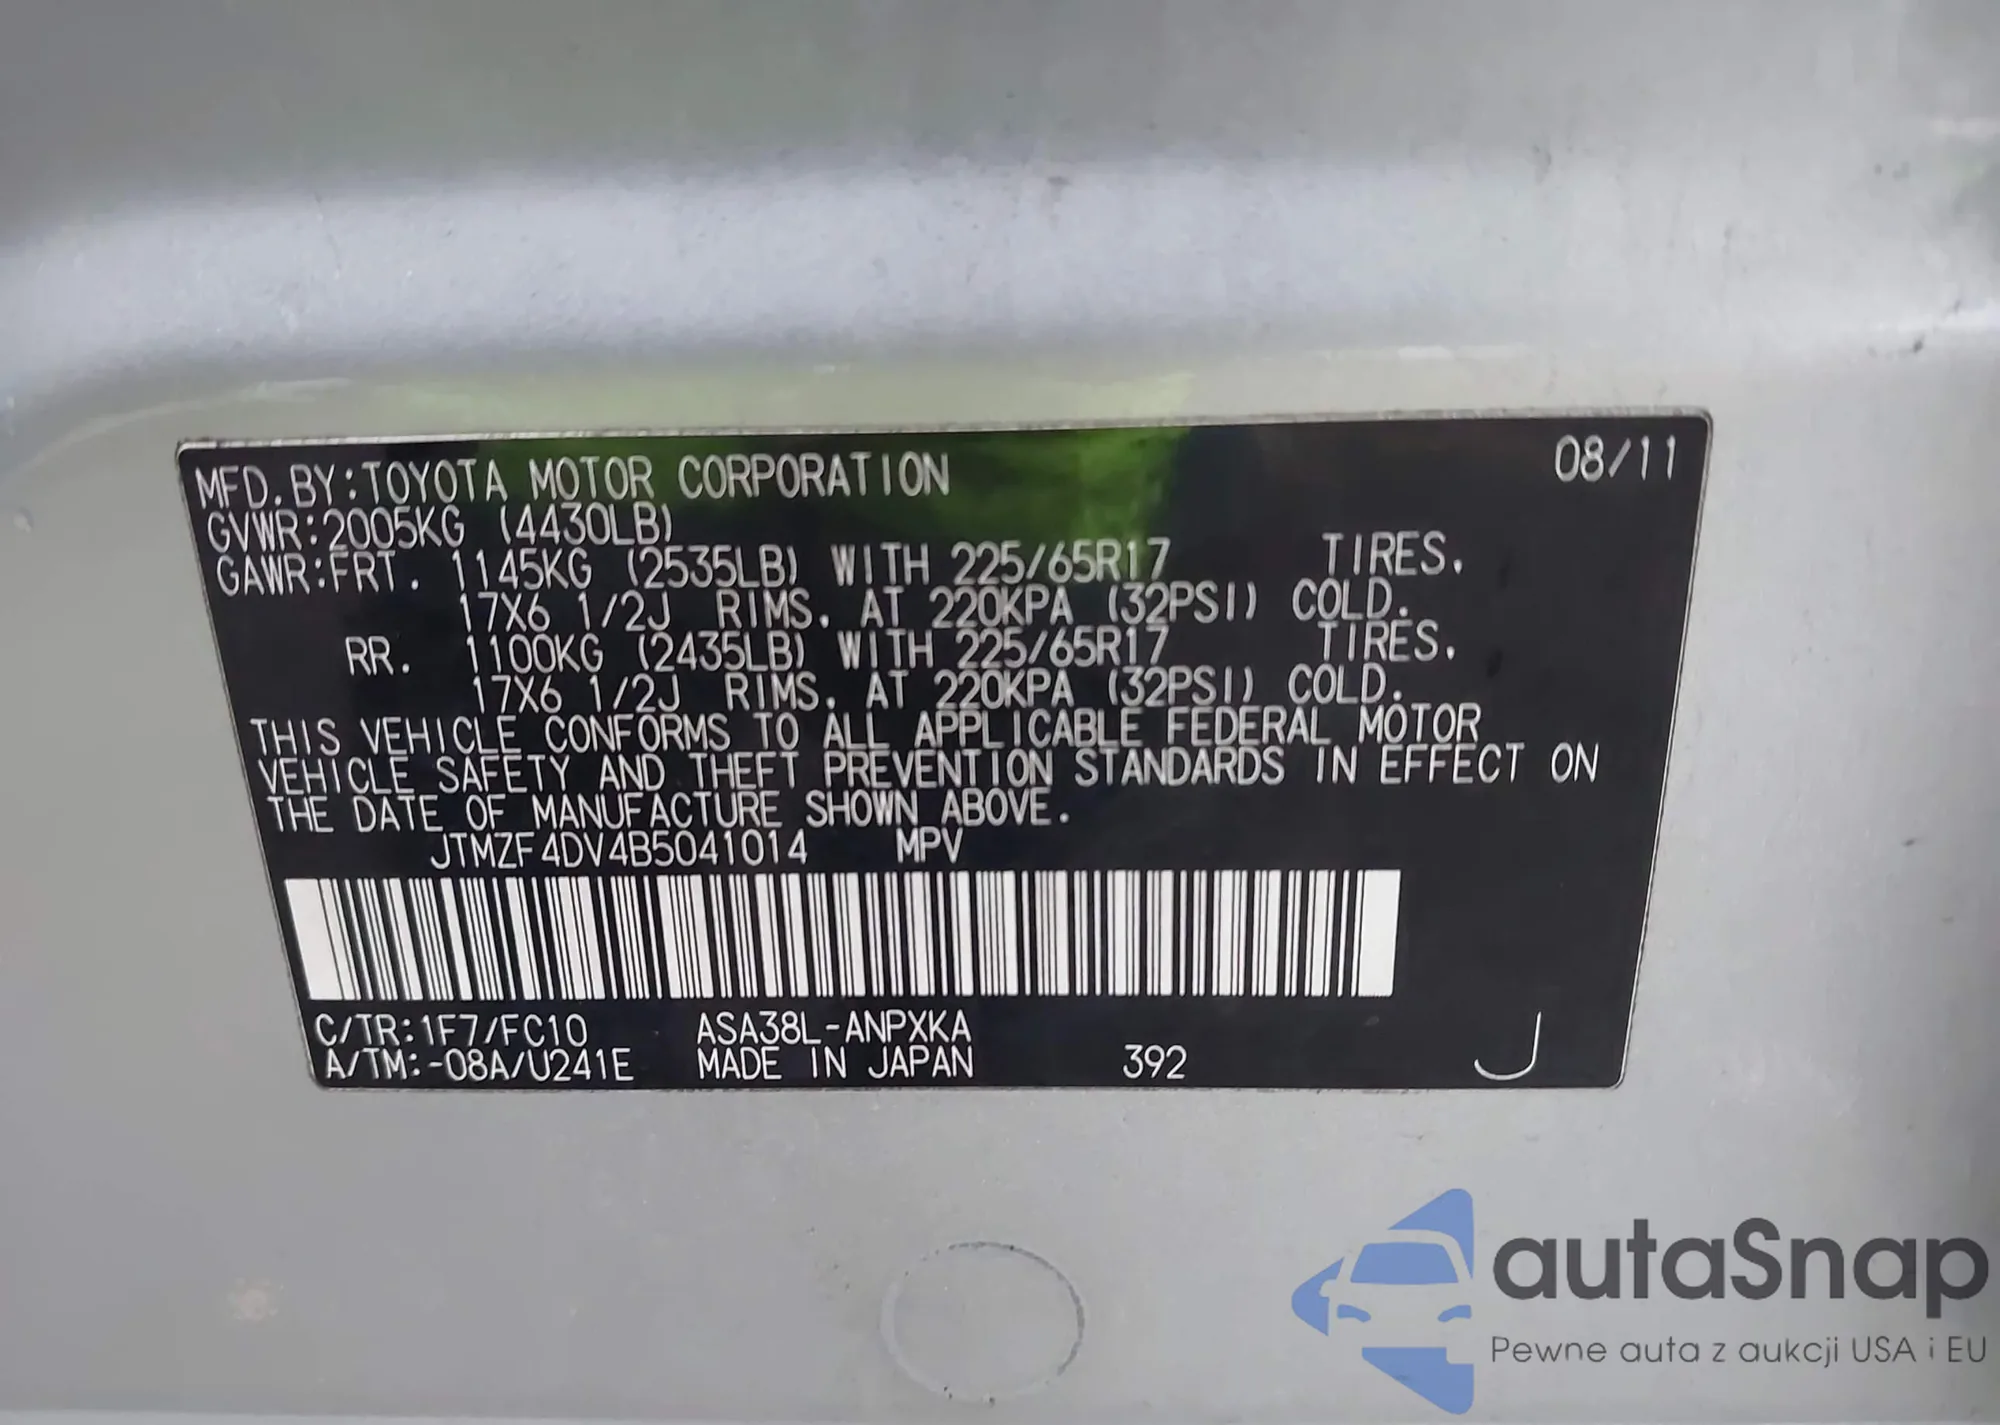 MFD.BY:TOYOTA MOTOR CORPORATION 08/11
GVWR:2005KG (4430LB)
GAWR:FRT. 1145KG (2535LB) WITH 225/65R17 TIRES.
17X6 1/2J RIMS. AT 220KPA (32PSI) COLD.
RR. 1100KG (2435LB) WITH 225/65R17 TIRES.
17X6 1/2J RIMS. AT 220KPA (32PSI) COLD.
THIS VEHICLE CONFORMS TO ALL APPLICABLE FEDERAL MOTOR
VEHICLE SAFETY AND THEFT PREVENTION STANDARDS IN EFFECT ON
THE DATE OF MANUFACTURE SHOWN ABOVE.
JTMZF4DV4B5041014 MPV
C/TR:1F7/FC10 ASA38L-ANPXKA
A/TM:-08A/U241E MADE IN JAPAN 392 J
autaSnap
Pewne auta z aukcji USA i EU